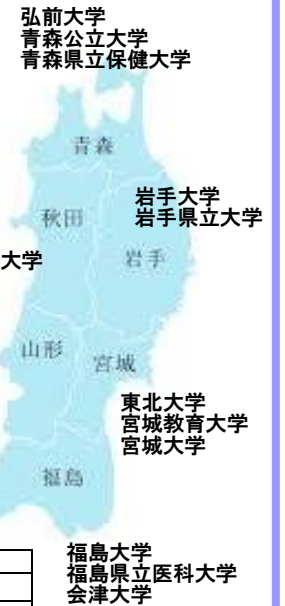 弘前大学
青森公立大学
青森県立保健大学
青森
岩手大学
岩手県立大学
秋田
大学
岩手
山形
宮城
東北大学
宮城教育大学
宮城大学
福島
福島大学
福島県立医科大学
会津大学